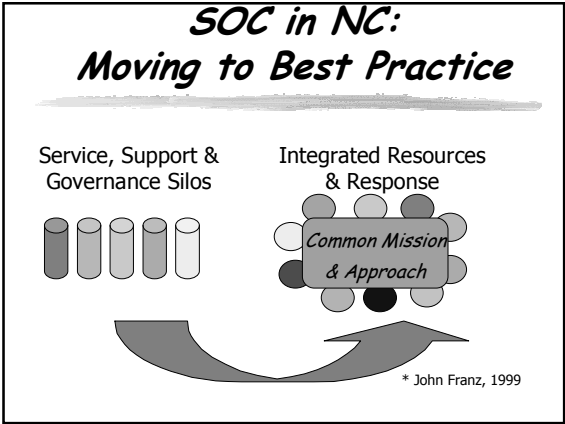 SOC in NC:
Moving to Best Practice
Service, Support &
Governance Silos
Integrated Resources
& Response
Common Mission
& Approach
* John Franz, 1999